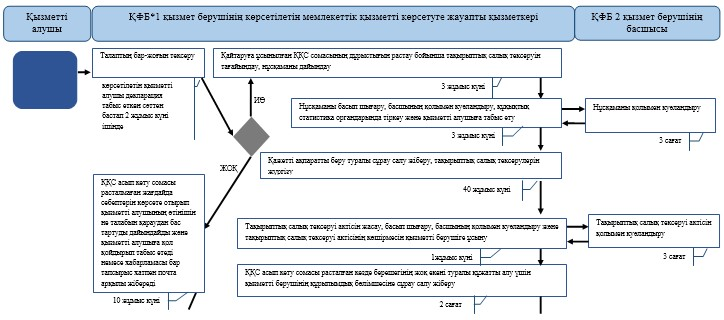 Қызметті
алушы
ҚФБ*1 қызмет берушінің көрсетілетін мемлекеттік қызметті көрсетуге жауапты қызметкері
ҚФБ 2 қызмет берушінің
басшысы
Талаптың бар-жоғын тексеру
көрсетілетін қызметті
алушы декларация
табыс еткен сәттен
бастап 2 жұмыс күні
ішінде
Қайтаруға ұсынылған ҚҚС сомасының дұрыстығын растау бойынша тақырыптық салық тексеруін
тағайындау, нұсқаманы дайындау
3 жұмыс күні
ИӘ
Нұсқаманы басып шығару, басшының қолымен куәландыру, құқықтық
статистика органдарында тіркеу және қызметті алушыға табыс ету
3 жұмыс күні
Нұсқаманы қолымен куәландыру
3 сағат
ЖОҚ
Қажетті ақпаратты беру туралы сұрау салу жіберу, тақырыптық салық тексерулерін
жүргізу
40 жұмыс күні
ҚҚС асып кету сомасы
расталмаған жағдайда
себептерін көрсете отырып
қызметті алушының өтінішін
не талабын қараудан бас
тартуды дайындайды және
қызметті алушыға қол
қойдырып табыс етеді
немесе хабарламасы бар
тапсырыс хатпен почта
арқылы жібереді
10 жұмыс күні
Тақырыптық салық тексеруі актісін жасау, басып шығару, басшының қолымен куәландыру және
тақырыптық салық тексеруі актісінің көшірмесін қызметті берушіге ұсыну
1жұмыс күні
Тақырыптық салық тексеруі актісін
қолымен куәландыру
3 сағат
ҚҚС асып кету сомасы расталған кезде берешегінің жоқ екені туралы құжатты алу үшін
қызметті берушінің құрылымдық бөлімшесіне сұрау салу жіберу
2 сағат